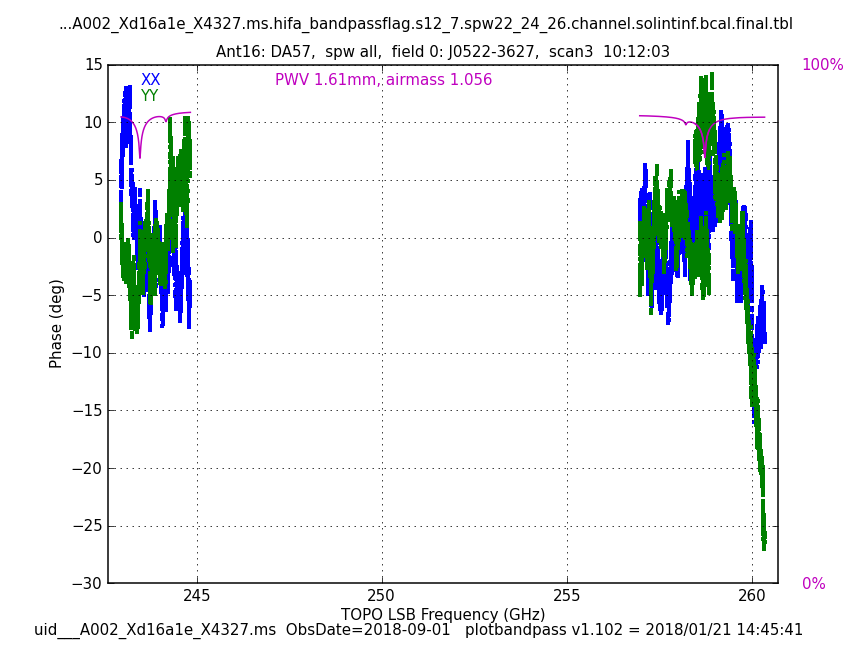 ...A002_Xd16a1e_X4327.ms.hifa_bandpassflag.s12_7.spw22_24_26.channel.solintinf.bcal.final.tbl
Ant16: DA57,  spw all,  field 0: J0522-3627,  scan3  10:12:03
XX
YY
PWV 1.61mm, airmass 1.056
100%
0%
15
10
5
0
−5
−10
−15
−20
−25
−30
Phase (deg)
245
250
255
260
TOPO LSB Frequency (GHz)
uid___A002_Xd16a1e_X4327.ms  ObsDate=2018-09-01   plotbandpass v1.102 = 2018/01/21 14:45:41